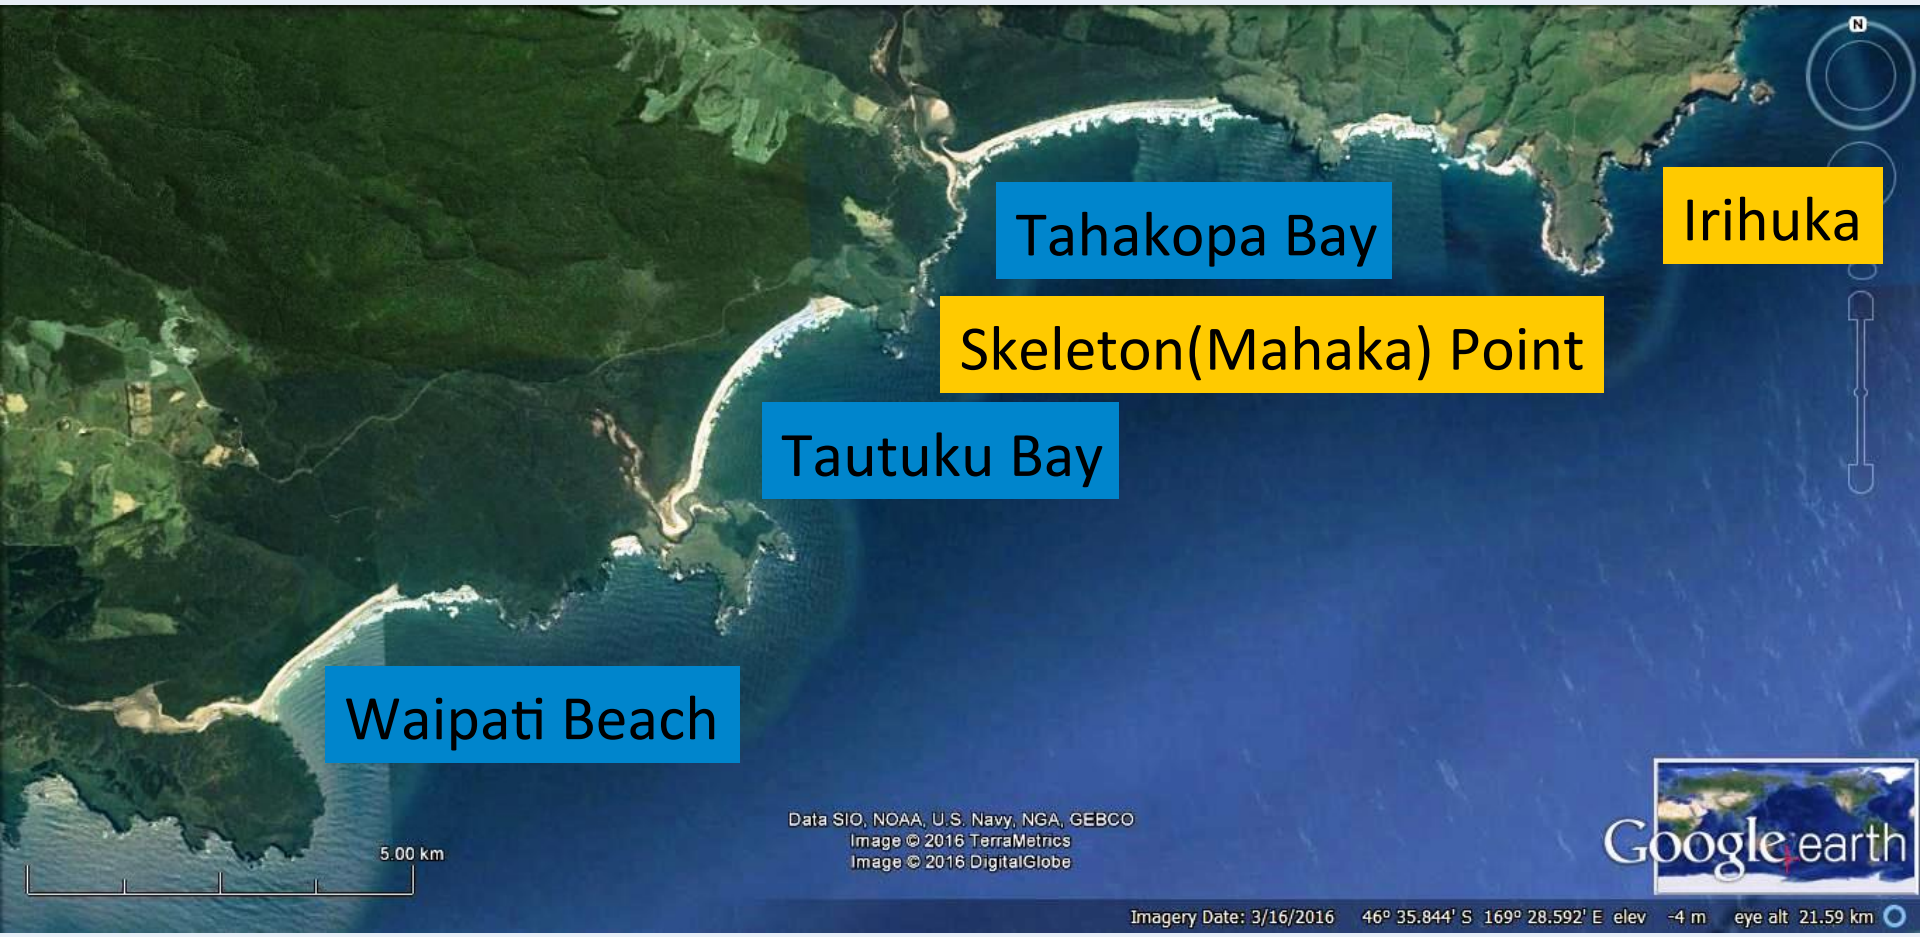 N
Irihuka
Tahakopa Bay
Skeleton(Mahaka) Point
Tautuku Bay
Waipati Beach
Data SIO, NOAA, U.S. Navy, NGA, GEBCO
Image © 2016 TerraMetrics
Image © 2016 DigitalGlobe
5.00 km
Google earth
Imagery Date: 3/16/2016 46º 35.844' S 169º 28.592' E elev -4 m eye alt 21.59 km